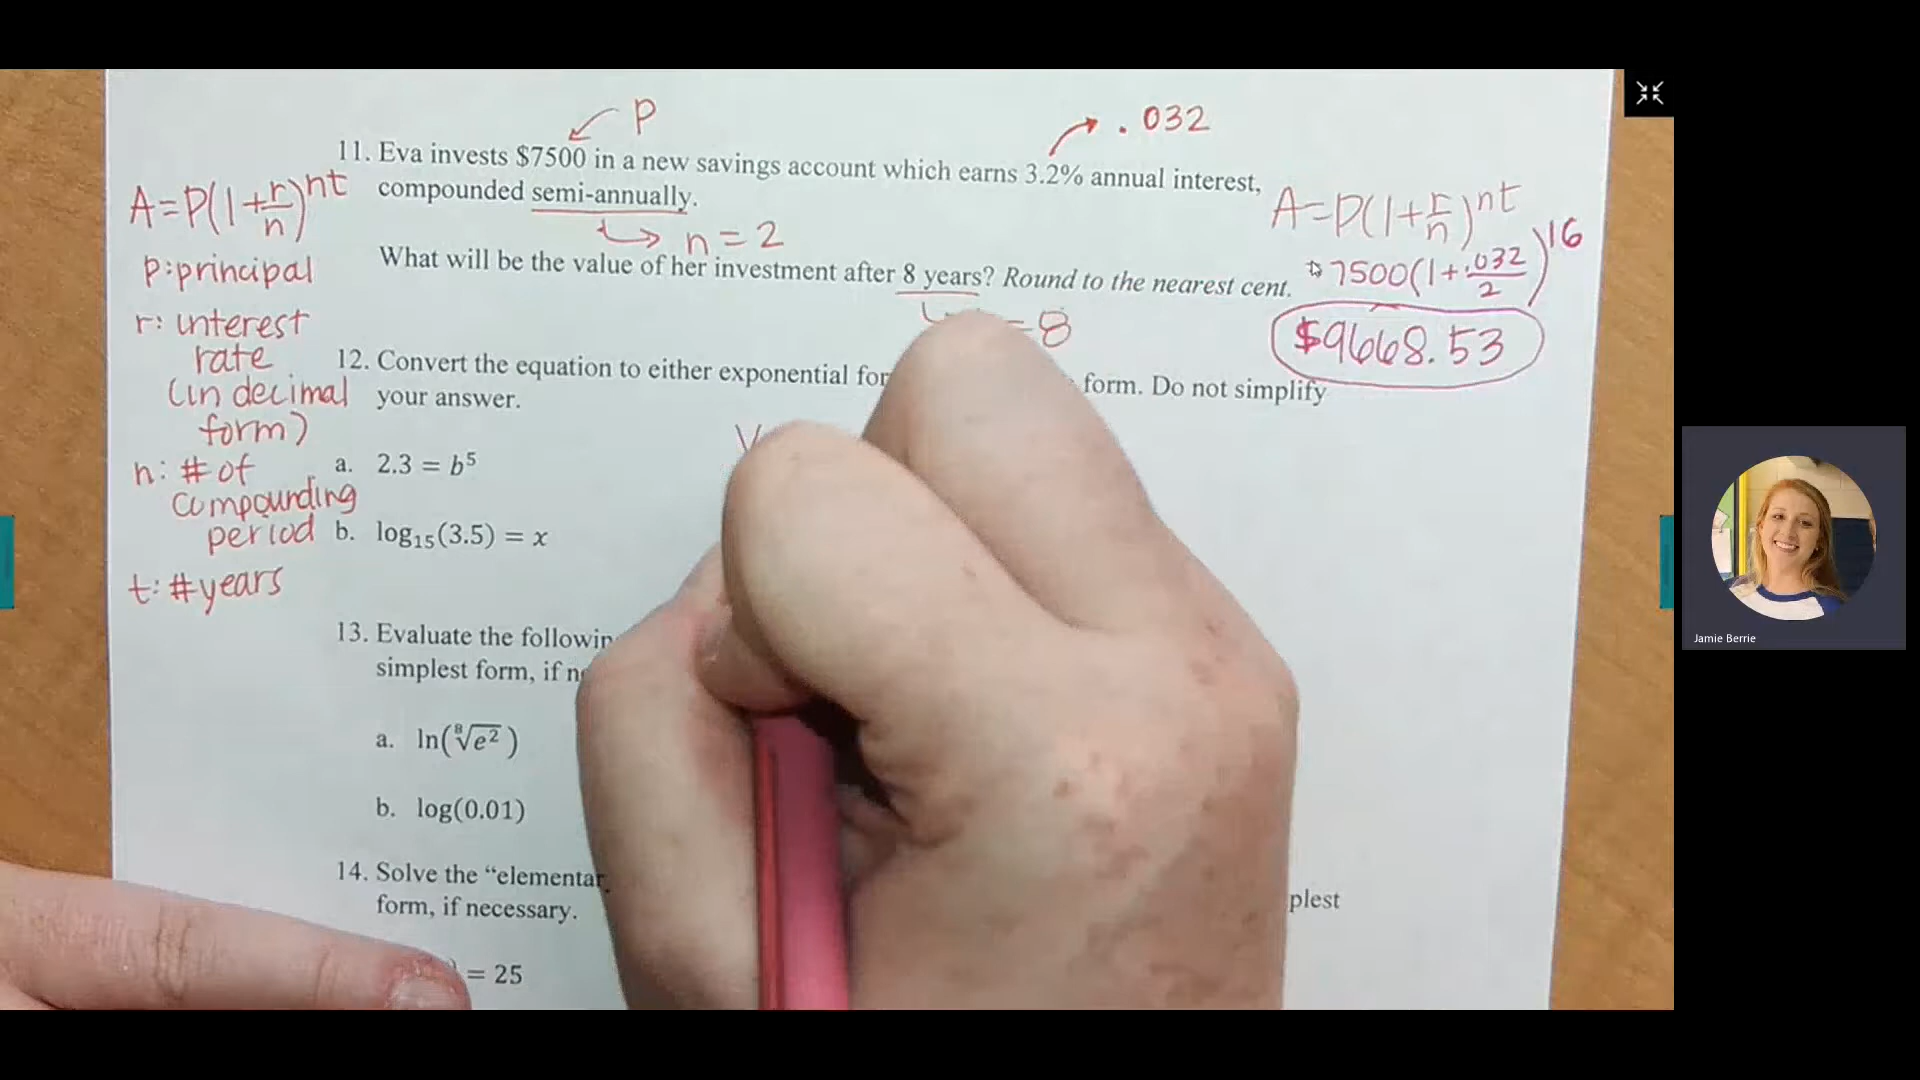 P
.032
11. Eva invests $7500 in a new savings account which earns 3.2% annual interest,
compounded semi-annually.
n = 2
What will be the value of her investment after 8 years? Round to the nearest cent.
=8
A=P(1+r/n)^nt
p:principal
r: interest
rate
(in decimal
form)
n: # of
compounding
period
t: #years
A=P(1+r/n)^nt
7500(1+.032/2)^16
$9668.53
12. Convert the equation to either exponential form. Do not simplify
your answer.
a. 2.3 = b⁵
b. log₁₅(3.5) = x
13. Evaluate the
simplest form, if
a. ln(⁸√e²)
b. log(0.01)
14. Solve the
form, if necessary.
= 25
Jamie Berrie